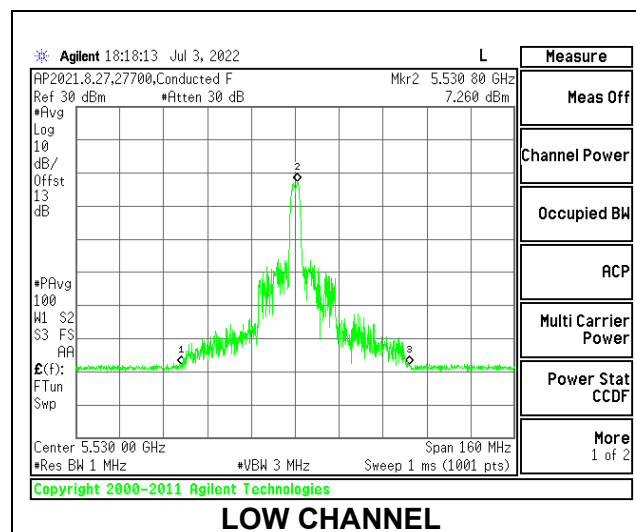 Agilent 18:18:13 Jul 3, 2022 L
Measure
AP2021.8.27,27700,Conducted F Mkr2 5.530 80 GHz
Ref 30 dBm #Atten 30 dB 7.260 dBm
Meas Off
#Avg
Log
10
dB/
Offst
13
dB
2
Channel Power
Occupied BW
ACP
#PAvg
100
W1 S2
S3 FS
AA
£(f):
FTun
Swp
1
3
Multi Carrier
Power
Power Stat
CCDF
More
1 of 2
Center 5.530 00 GHz Span 160 MHz
#Res BW 1 MHz #VBW 3 MHz Sweep 1 ms (1001 pts)
Copyright 2000-2011 Agilent Technologies
LOW CHANNEL